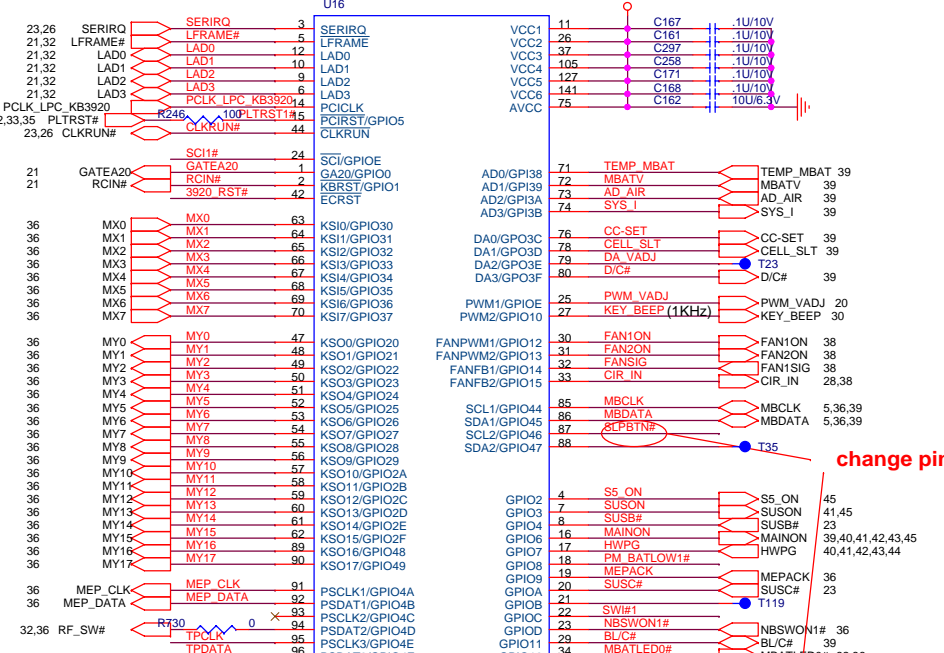 U16
23,26 SERIRQ SERIRQ 3 SERIRQ VCC1 11 C167 .1U/10V
21,32 LFRAME# LFRAME# 5 LFRAME VCC2 26 C161 .1U/10V
21,32 LAD0 LAD0 12 LAD0 VCC3 37 C297 .1U/10V
21,32 LAD1 LAD1 10 LAD1 VCC4 105 C258 .1U/10V
21,32 LAD2 LAD2 9 LAD2 VCC5 127 C171 .1U/10V
21,32 LAD3 LAD3 6 LAD3 VCC6 141 C168 .1U/10V
PCLK_LPC_KB3920 PCLK_LPC_KB3920 14 PCICLK AVCC 75 C162 10U/6.3V
2,33,35 PLTRST# R246 100 PLTRST1# 15 PCIRST/GPIO5
23,26 CLKRUN# CLKRUN# 44 CLKRUN
SCI1# 24 SCI/GPIOE
21 GATEA20 GATEA20 1 GA20/GPIO0 AD0/GPI38 71 TEMP_MBAT TEMP_MBAT 39
21 RCIN# RCIN# 2 KBRST/GPIO1 AD1/GPI39 72 MBATV MBATV 39
3920_RST# 42 ECRST AD2/GPI3A 73 AD_AIR AD_AIR 39
AD3/GPI3B 74 SYS_I SYS_I 39
36 MX0 MX0 63 KSI0/GPIO30
36 MX1 MX1 64 KSI1/GPIO31 DA0/GPO3C 76 CC-SET CC-SET 39
36 MX2 MX2 65 KSI2/GPIO32 DA1/GPO3D 78 CELL_SLT CELL_SLT 39
36 MX3 MX3 66 KSI3/GPIO33 DA2/GPO3E 79 DA_VADJ T23
36 MX4 MX4 67 KSI4/GPIO34 DA3/GPO3F 80 D/C# D/C# 39
36 MX5 MX5 68 KSI5/GPIO35
36 MX6 MX6 69 KSI6/GPIO36 PWM1/GPIOE 25 PWM_VADJ PWM_VADJ 20
36 MX7 MX7 70 KSI7/GPIO37 PWM2/GPIO10 27 KEY_BEEP (1KHz) KEY_BEEP 30
36 MY0 MY0 47 KSO0/GPIO20 FANPWM1/GPIO12 30 FAN1ON FAN1ON 38
36 MY1 MY1 48 KSO1/GPIO21 FANPWM2/GPIO13 31 FAN2ON FAN2ON 38
36 MY2 MY2 49 KSO2/GPIO22 FANFB1/GPIO14 32 FANSIG FAN1SIG 38
36 MY3 MY3 50 KSO3/GPIO23 FANFB2/GPIO15 33 CIR_IN CIR_IN 28,38
36 MY4 MY4 51 KSO4/GPIO24
36 MY5 MY5 52 KSO5/GPIO25 SCL1/GPIO44 85 MBCLK MBCLK 5,36,39
36 MY6 MY6 53 KSO6/GPIO26 SDA1/GPIO45 86 MBDATA MBDATA 5,36,39
36 MY7 MY7 54 KSO7/GPIO27 SCL2/GPIO46 87 SLPBTN#
36 MY8 MY8 55 KSO8/GPIO28 SDA2/GPIO47 88 T35
36 MY9 MY9 56 KSO9/GPIO29 change pin
36 MY10 MY10 57 KSO10/GPIO2A
36 MY11 MY11 58 KSO11/GPIO2B
36 MY12 MY12 59 KSO12/GPIO2C GPIO2 4 S5_ON S5_ON 45
36 MY13 MY13 60 KSO13/GPIO2D GPIO3 7 SUSON SUSON 41,45
36 MY14 MY14 61 KSO14/GPIO2E GPIO4 8 SUSB# SUSB# 23
36 MY15 MY15 62 KSO15/GPIO2F GPIO6 16 MAINON MAINON 39,40,41,42,43,45
36 MY16 MY16 89 KSO16/GPIO48 GPIO7 17 HWPG HWPG 40,41,42,43,44
36 MY17 MY17 90 KSO17/GPIO49 GPIO8 18 PM_BATLOW1#
GPIO9 19 MEPACK MEPACK 36
36 MEP_CLK MEP_CLK 91 PSCLK1/GPIO4A GPIOA 20 SUSC# SUSC# 23
36 MEP_DATA MEP_DATA 92 PSDAT1/GPIO4B GPIOB 21 T119
93 PSCLK2/GPIO4C GPIOC 22 SWI#1
32,36 RF_SW# R730 0 94 PSDAT2/GPIO4D GPIOD 23 NBSWON1# NBSWON1# 36
TPCLK 95 PSCLK3/GPIO4E GPIO11 29 BL/C# BL/C# 39
TPDATA 96 34 MBATLED0#